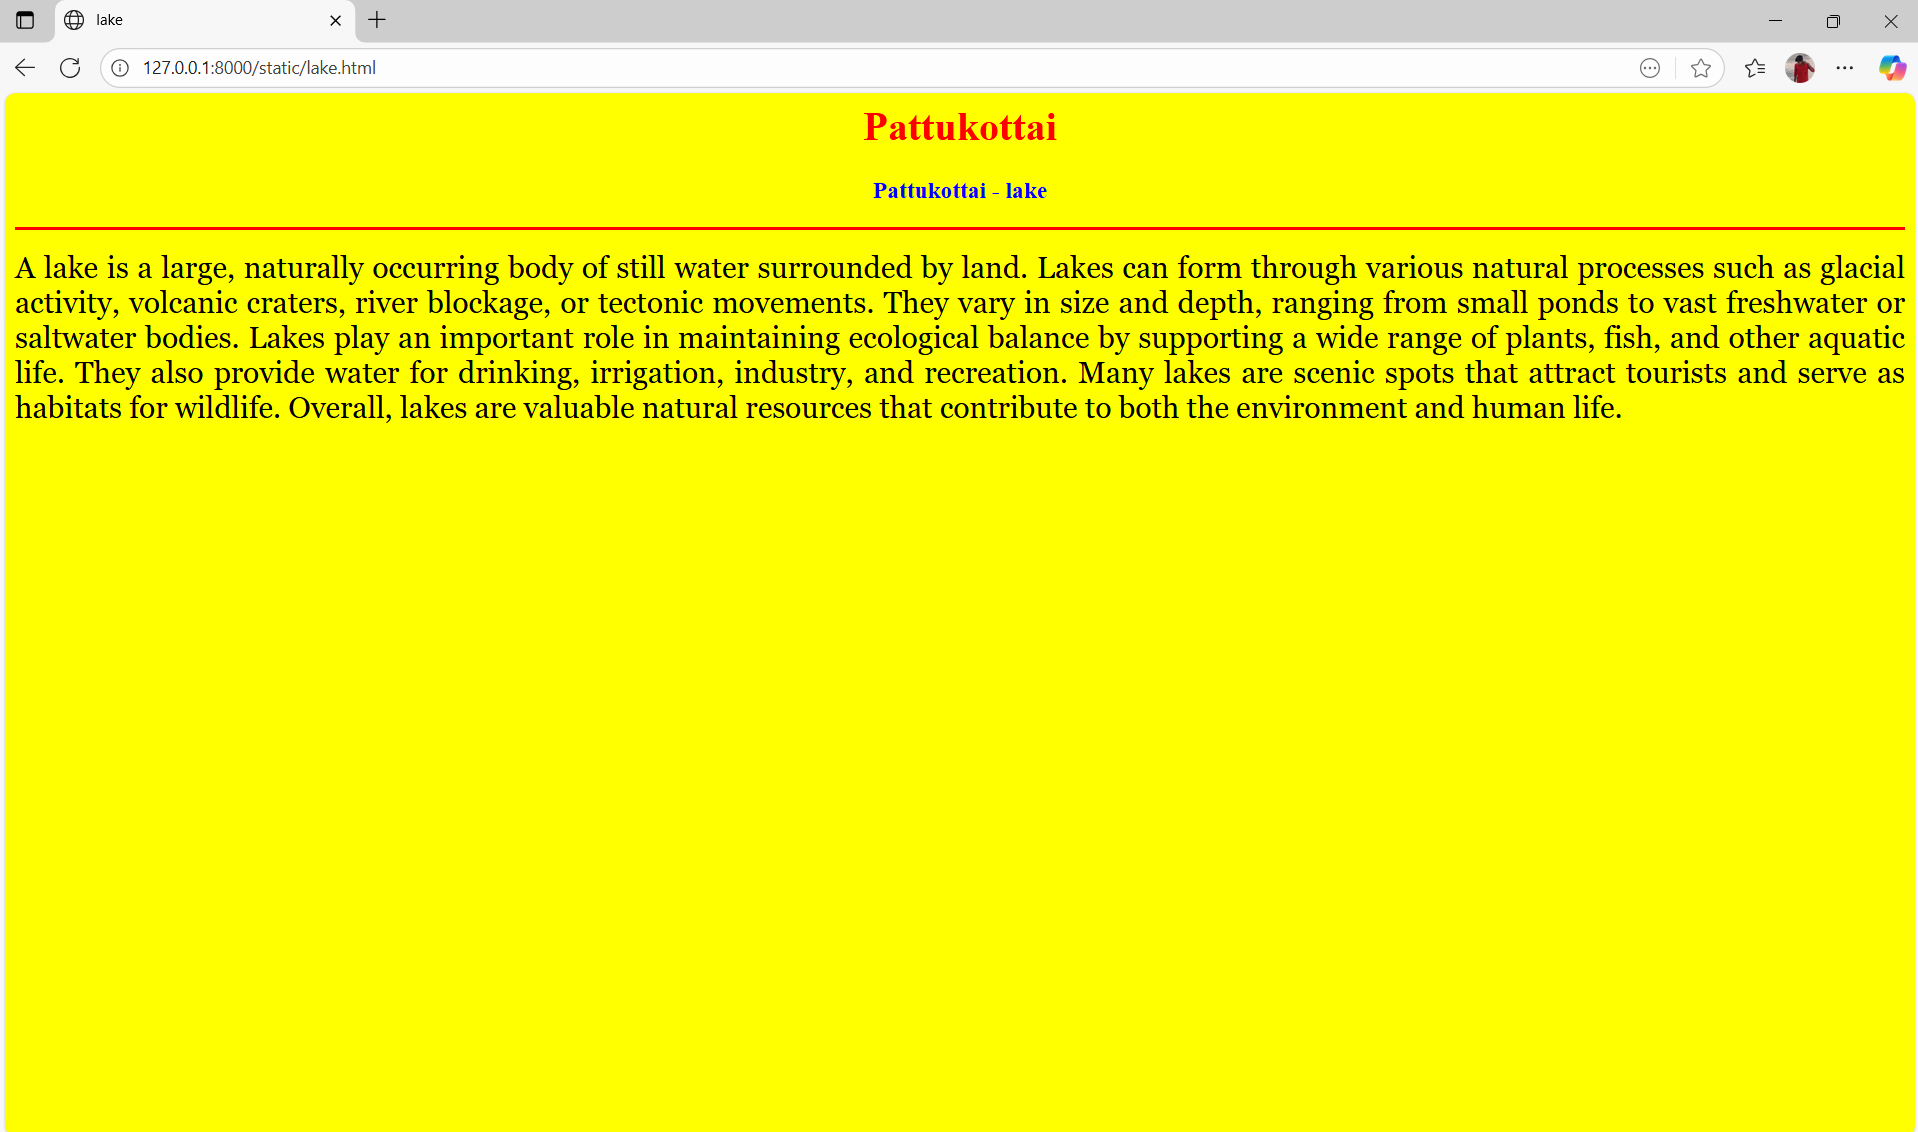 lake
127.0.0.1:8000/static/lake.html
Pattukottai
Pattukottai - lake
A lake is a large, naturally occurring body of still water surrounded by land. Lakes can form through various natural processes such as glacial
activity, volcanic craters, river blockage, or tectonic movements. They vary in size and depth, ranging from small ponds to vast freshwater or
saltwater bodies. Lakes play an important role in maintaining ecological balance by supporting a wide range of plants, fish, and other aquatic
life. They also provide water for drinking, irrigation, industry, and recreation. Many lakes are scenic spots that attract tourists and serve as
habitats for wildlife. Overall, lakes are valuable natural resources that contribute to both the environment and human life.